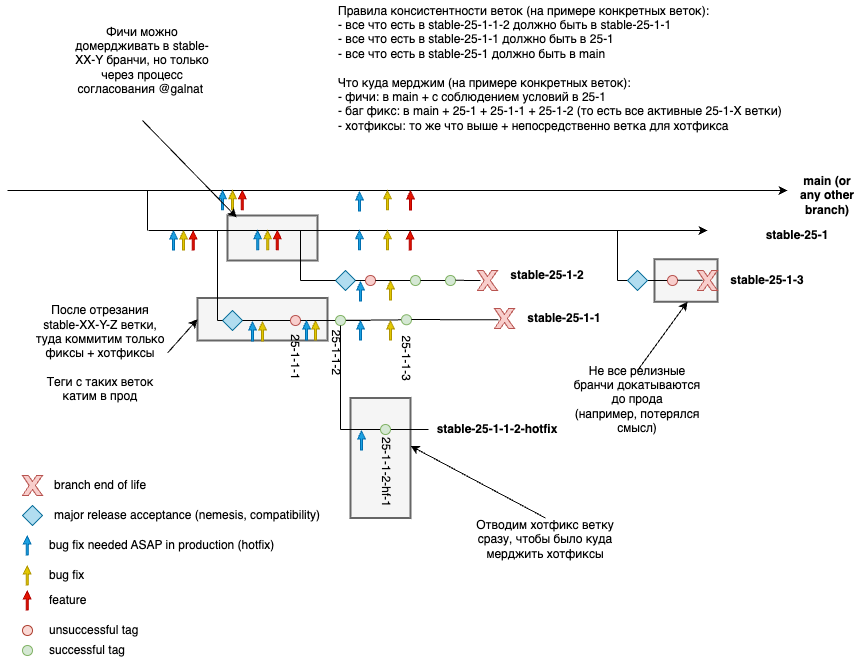 Правила консистентности веток (на примере конкретных веток):
- все что есть в stable-25-1-1-2 должно быть в stable-25-1-1
- все что есть в stable-25-1-1 должно быть в 25-1
- все что есть в stable-25-1 должно быть в main
Что куда мерджим (на примере конкретных веток):
- фичи: в main + с соблюдением условий в 25-1
- баг фикс: в main + 25-1 + 25-1-1 + 25-1-2 (то есть все активные 25-1-X ветки)
- хотфиксы: то же что выше + непосредственно ветка для хотфикса
Фичи можно
домердживать в stable-
XX-Y бранчи, но только
через процесс
согласования @galnat
main (or
any other
branch)
stable-25-1
stable-25-1-2
stable-25-1-3
stable-25-1-1
После отрезания
stable-XX-Y-Z ветки,
туда коммитим только
фиксы + хотфиксы
Теги с таких веток
катим в прод
25-1-1-1
25-1-1-2
25-1-1-3
Не все релизные
бранчи докатываются
до прода
(например, потерялся
смысл)
stable-25-1-1-2-hotfix
25-1-1-2-hf-1
Отводим хотфикс ветку
сразу, чтобы было куда
мерджить хотфиксы
branch end of life
major release acceptance (nemesis, compatibility)
bug fix needed ASAP in production (hotfix)
bug fix
feature
unsuccessful tag
successful tag